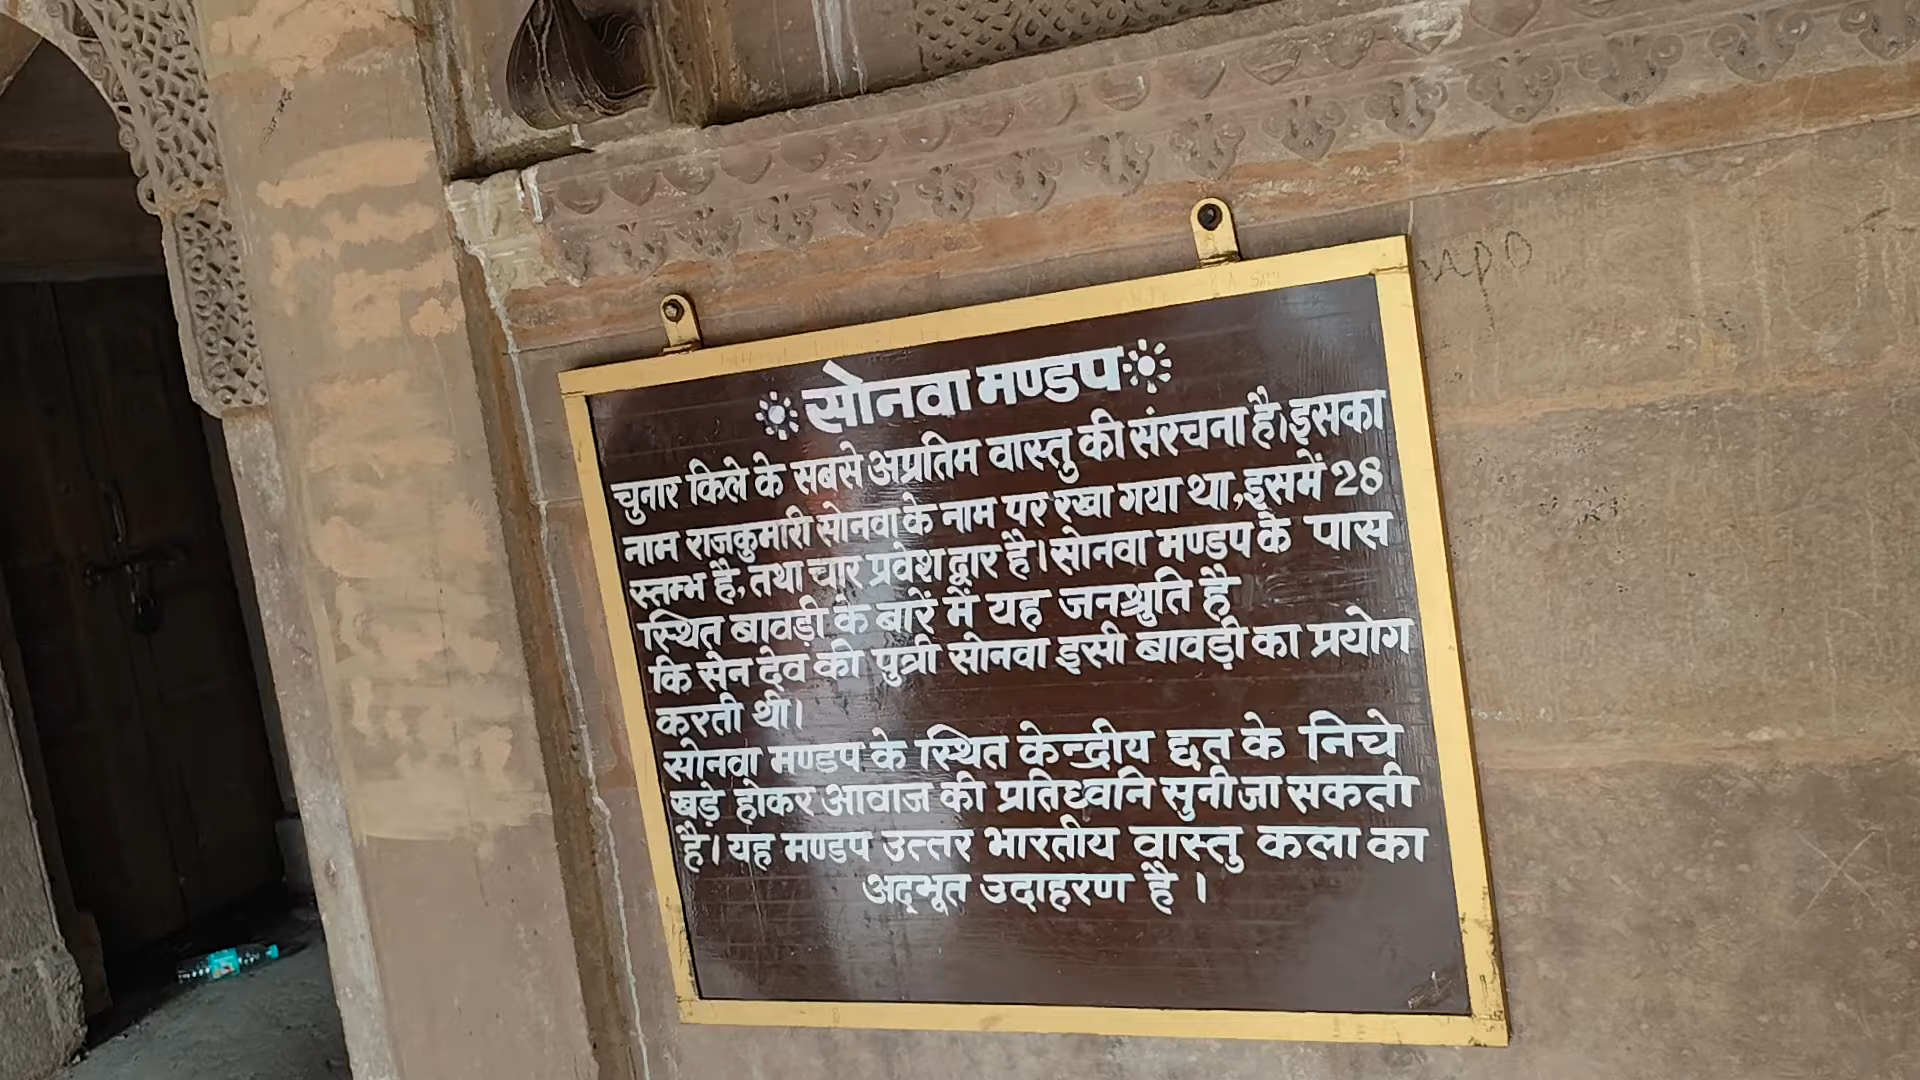 सोनवा मण्डप
चुनार किले के सबसे अप्रतिम वास्तु की संरचना है। इसका
नाम राजकुमारी सोनवा के नाम पर रखा गया था, इसमें 28
स्तम्भ है, तथा चार प्रवेश द्वार है। सोनवा मण्डप के पास
स्थित बावड़ी के बारें में यह जनश्रुति है
कि सेन देव की पुत्री सोनवा इसी बावड़ी का प्रयोग
करती थी।
सोनवा मण्डप के स्थित केन्द्रीय छत के निचे
खड़े होकर आवाज की प्रतिध्वनि सुनी जा सकती
है। यह मण्डप उत्तर भारतीय वास्तु कला का
अद्भूत उदाहरण है ।